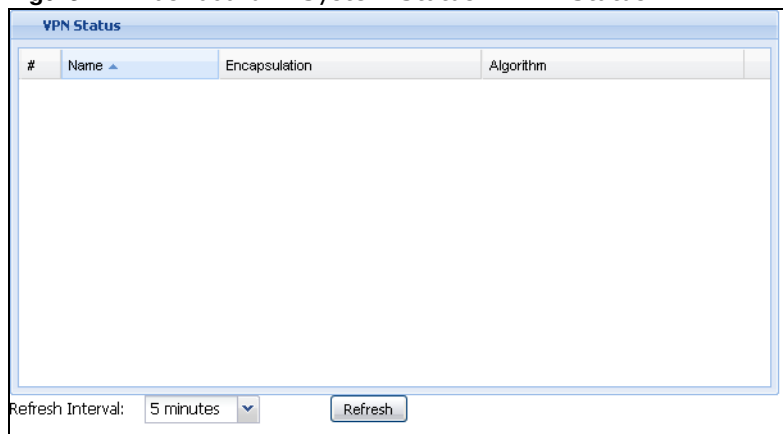 VPN Status
# Name Encapsulation Algorithm
Refresh Interval: 5 minutes Refresh